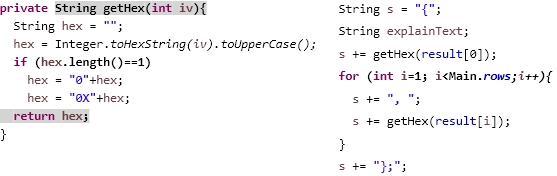 private String getHex(int iv){
String hex = "";
hex = Integer.toHexString(iv).toUpperCase();
if (hex.length()==1)
hex = "0"+hex;
hex = "0X"+hex;
return hex;
}
String s = "{";
String explainText;
s += getHex(result[0]);
for (int i=1; i<Main.rows;i++){
s += ", ";
s += getHex(result[i]);
}
s += "};";